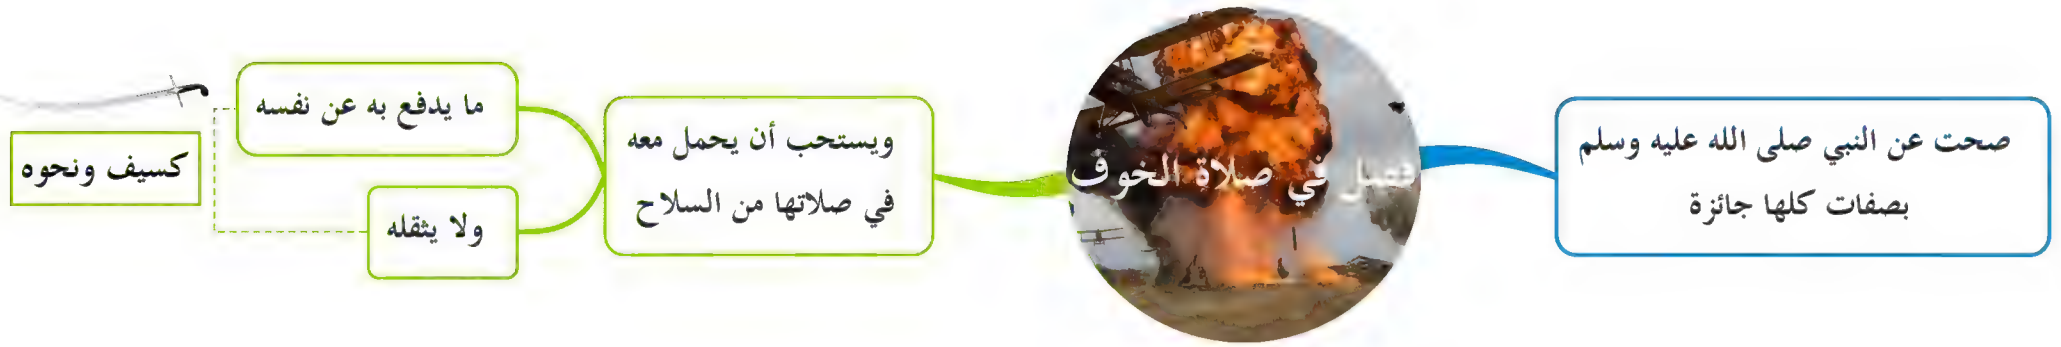 فصل في صلاة الخوف
صحت عن النبي صلى الله عليه وسلم
بصفات كلها جائزة
ويستحب أن يحمل معه
في صلاتها من السلاح
ما يدفع به عن نفسه
ولا يثقله
كسيف ونحوه